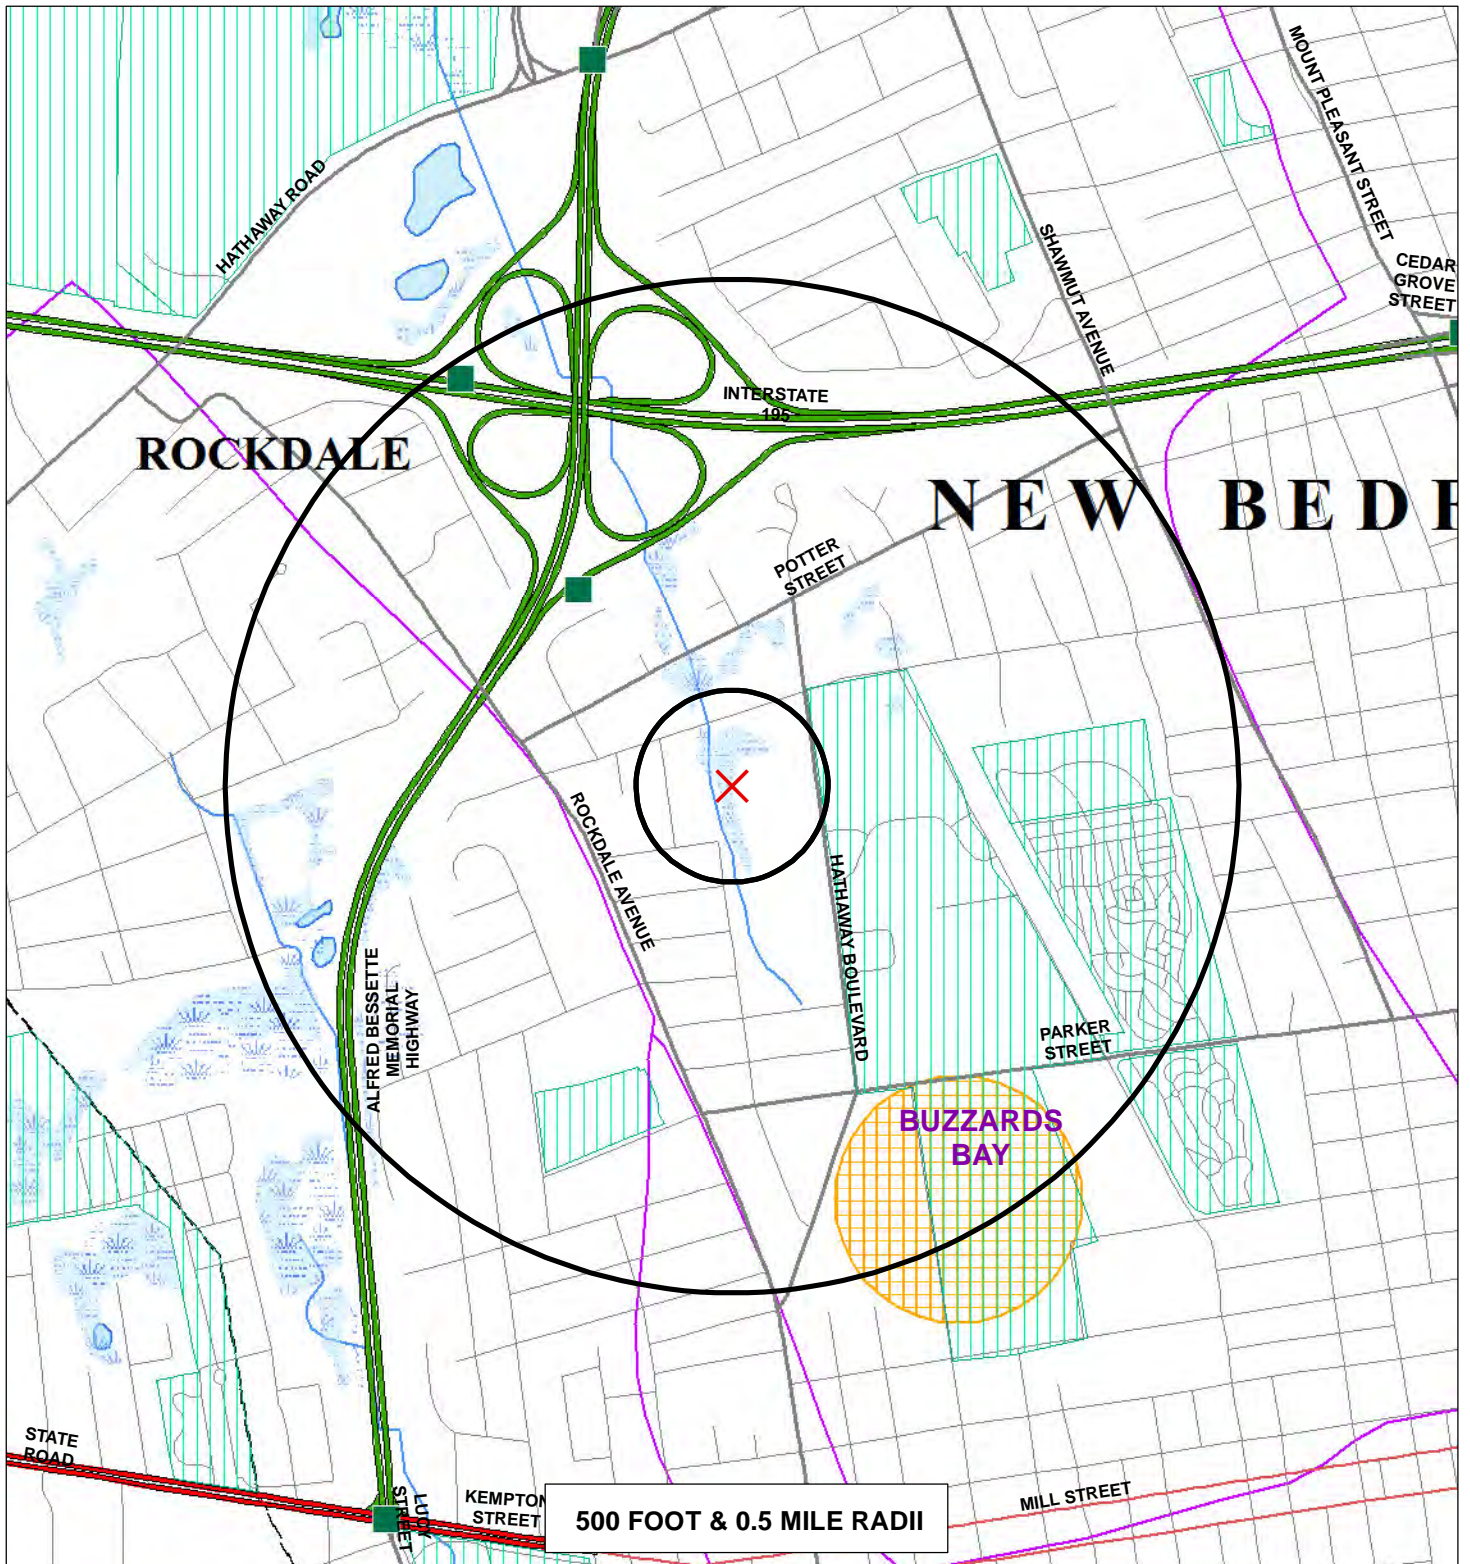 MOUNT PLEASANT STREET
HATHAWAY ROAD
SHAWMUT AVENUE
CEDAR
GROVE
STREET
INTERSTATE
195
ROCKDALE
NEW BEDF
POTTER
STREET
ROCKDALE AVENUE
HATHAWAY BOULEVARD
ALFRED BESSETTE
MEMORIAL
HIGHWAY
PARKER
STREET
BUZZARDS
BAY
STATE
ROAD
LUCY
STREET
KEMPTON
STREET
MILL STREET
500 FOOT & 0.5 MILE RADII